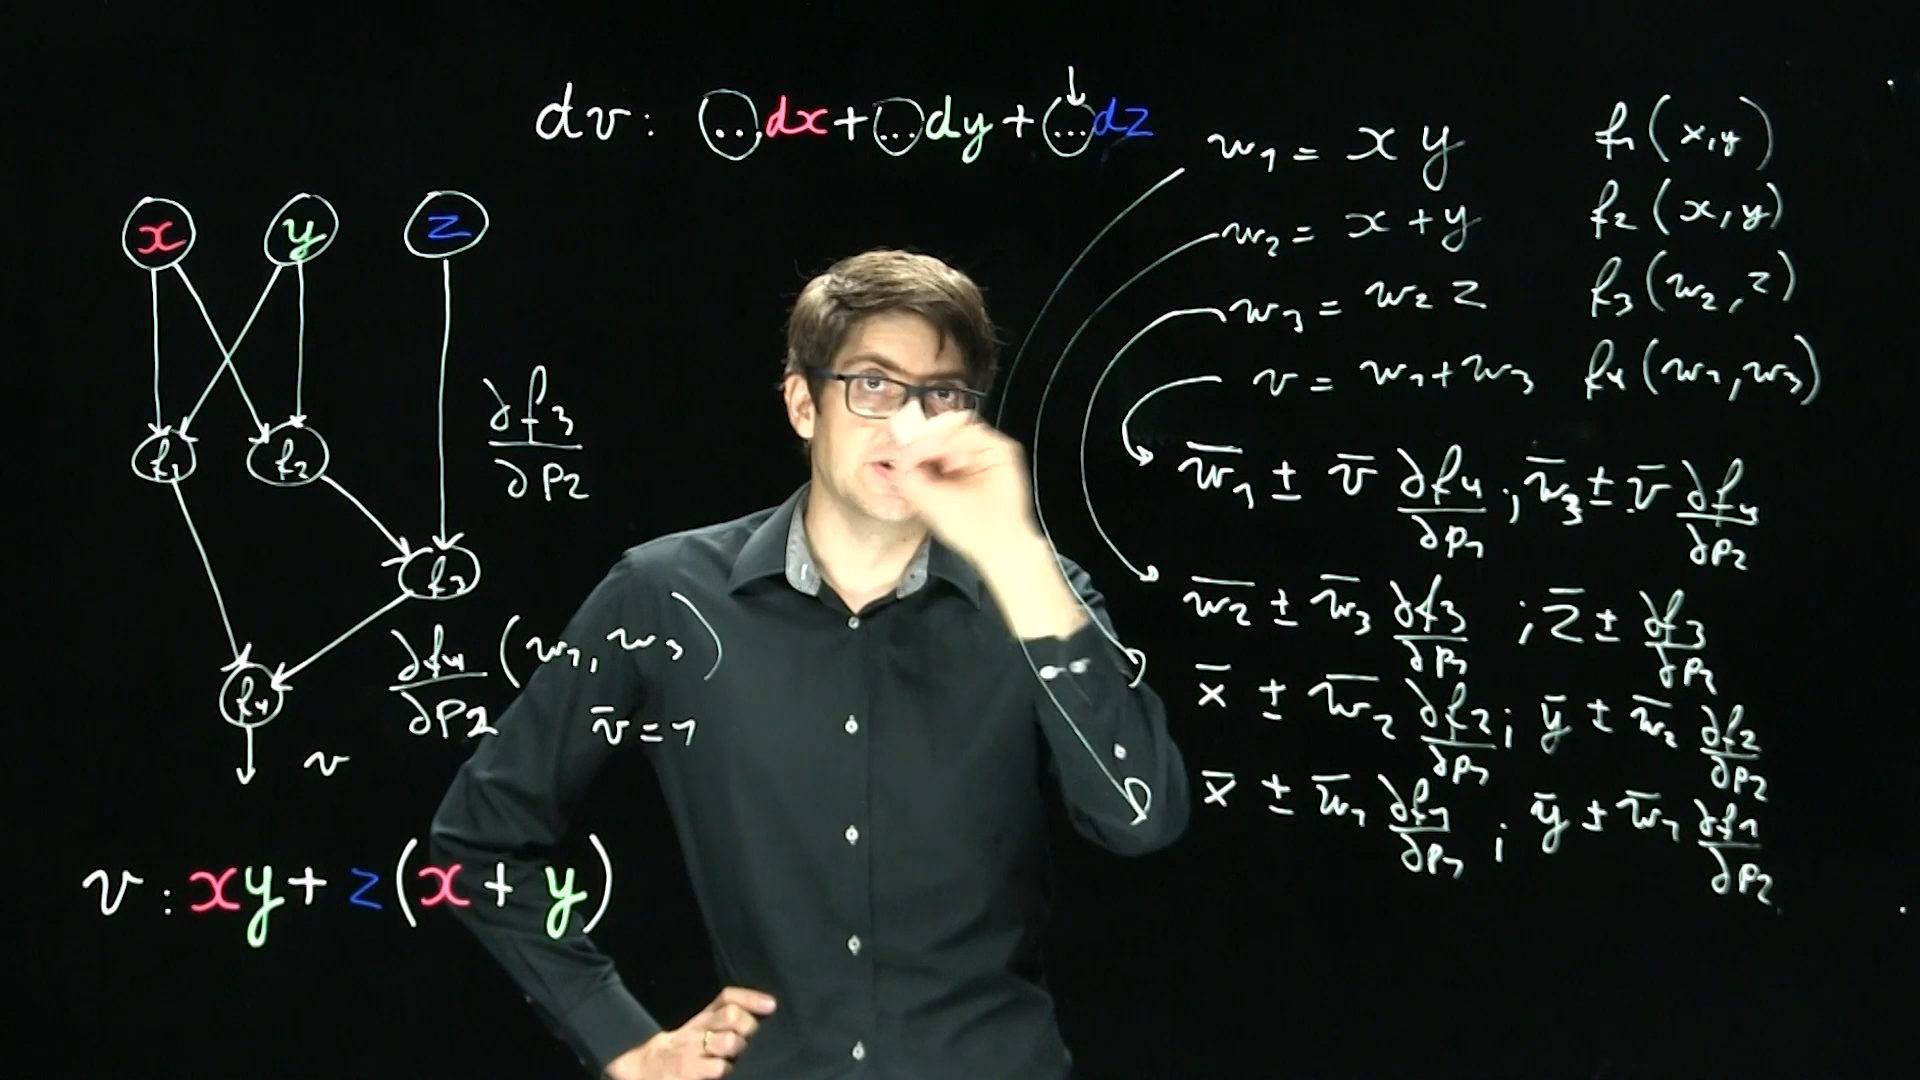 dv: (...)dx+(...)dy+(...)dz
x y z
f1 f2
f3
f4
v
∂f3/∂p2
∂f4/∂p2 (w1, w3)
v̄=1
v: xy+ z(x+ y)
w1 = x y f1(x,y)
w2 = x+y f2(x,y)
w3 = w2 z f3(w2,z)
v = w1+w3 f4(w1,w3)
w̄1 ± v̄ ∂f4/∂p1 ; w̄3 ± v̄ ∂f4/∂p2
w̄2 ± w̄3 ∂f3/∂p1 ; z̄ ± ∂f3/∂p2
x̄ ± w̄2 ∂f2/∂p1 ; ȳ ± w̄2 ∂f2/∂p2
x̄ ± w̄1 ∂f1/∂p1 ; ȳ ± w̄1 ∂f1/∂p2